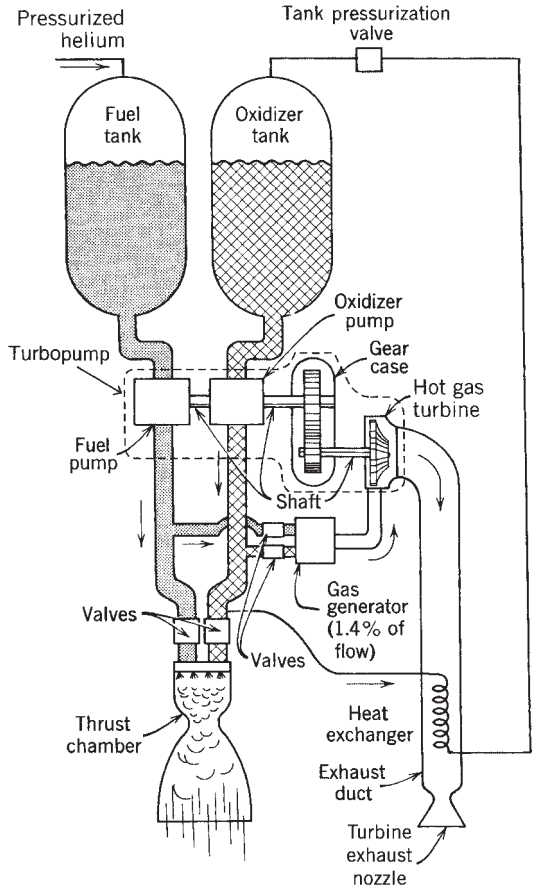 Pressurized
helium
Tank pressurization
valve
Fuel
tank
Oxidizer
tank
Oxidizer
pump
Turbopump
Gear
case
Hot gas
turbine
Fuel
pump
Shaft
Valves
Gas
generator
(1.4% of
flow)
Valves
Thrust
chamber
Heat
exchanger
Exhaust
duct
Turbine
exhaust
nozzle